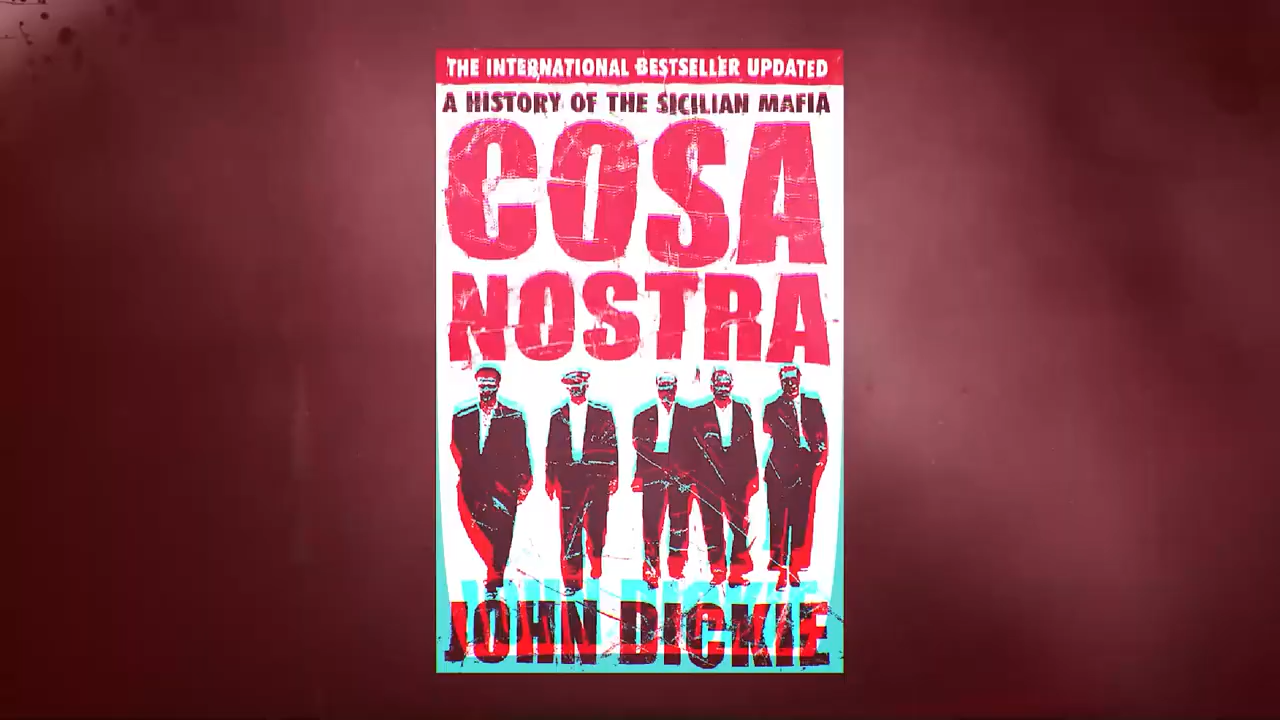 THE INTERNATIONAL BESTSELLER UPDATED
A HISTORY OF THE SICILIAN MAFIA
COSA
NOSTRA
JOHN DICKIE